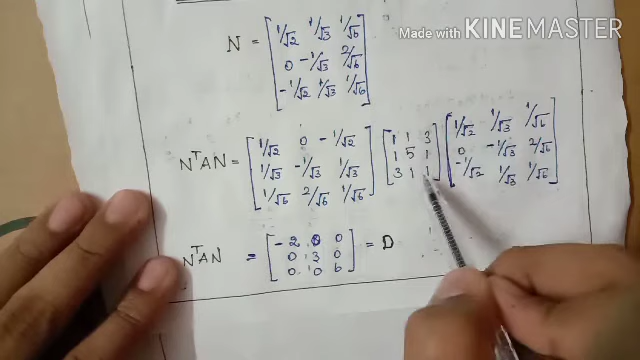 Made with KINEMASTER
N = [ 1/√2 1/√3 1/√6
0 -1/√3 2/√6
-1/√2 1/√3 1/√6 ]
NᵀAN = [ 1/√2 0 -1/√2 ] [ 1 1 3 ] [ 1/√2 1/√3 1/√6 ]
[ 1/√3 -1/√3 1/√3 ] [ 1 5 1 ] [ 0 -1/√3 2/√6 ]
[ 1/√6 2/√6 1/√6 ] [ 3 1 1 ] [ -1/√2 1/√3 1/√6 ]
NᵀAN = [ -2 0 0 ] = D
[ 0 3 0 ]
[ 0 0 6 ]